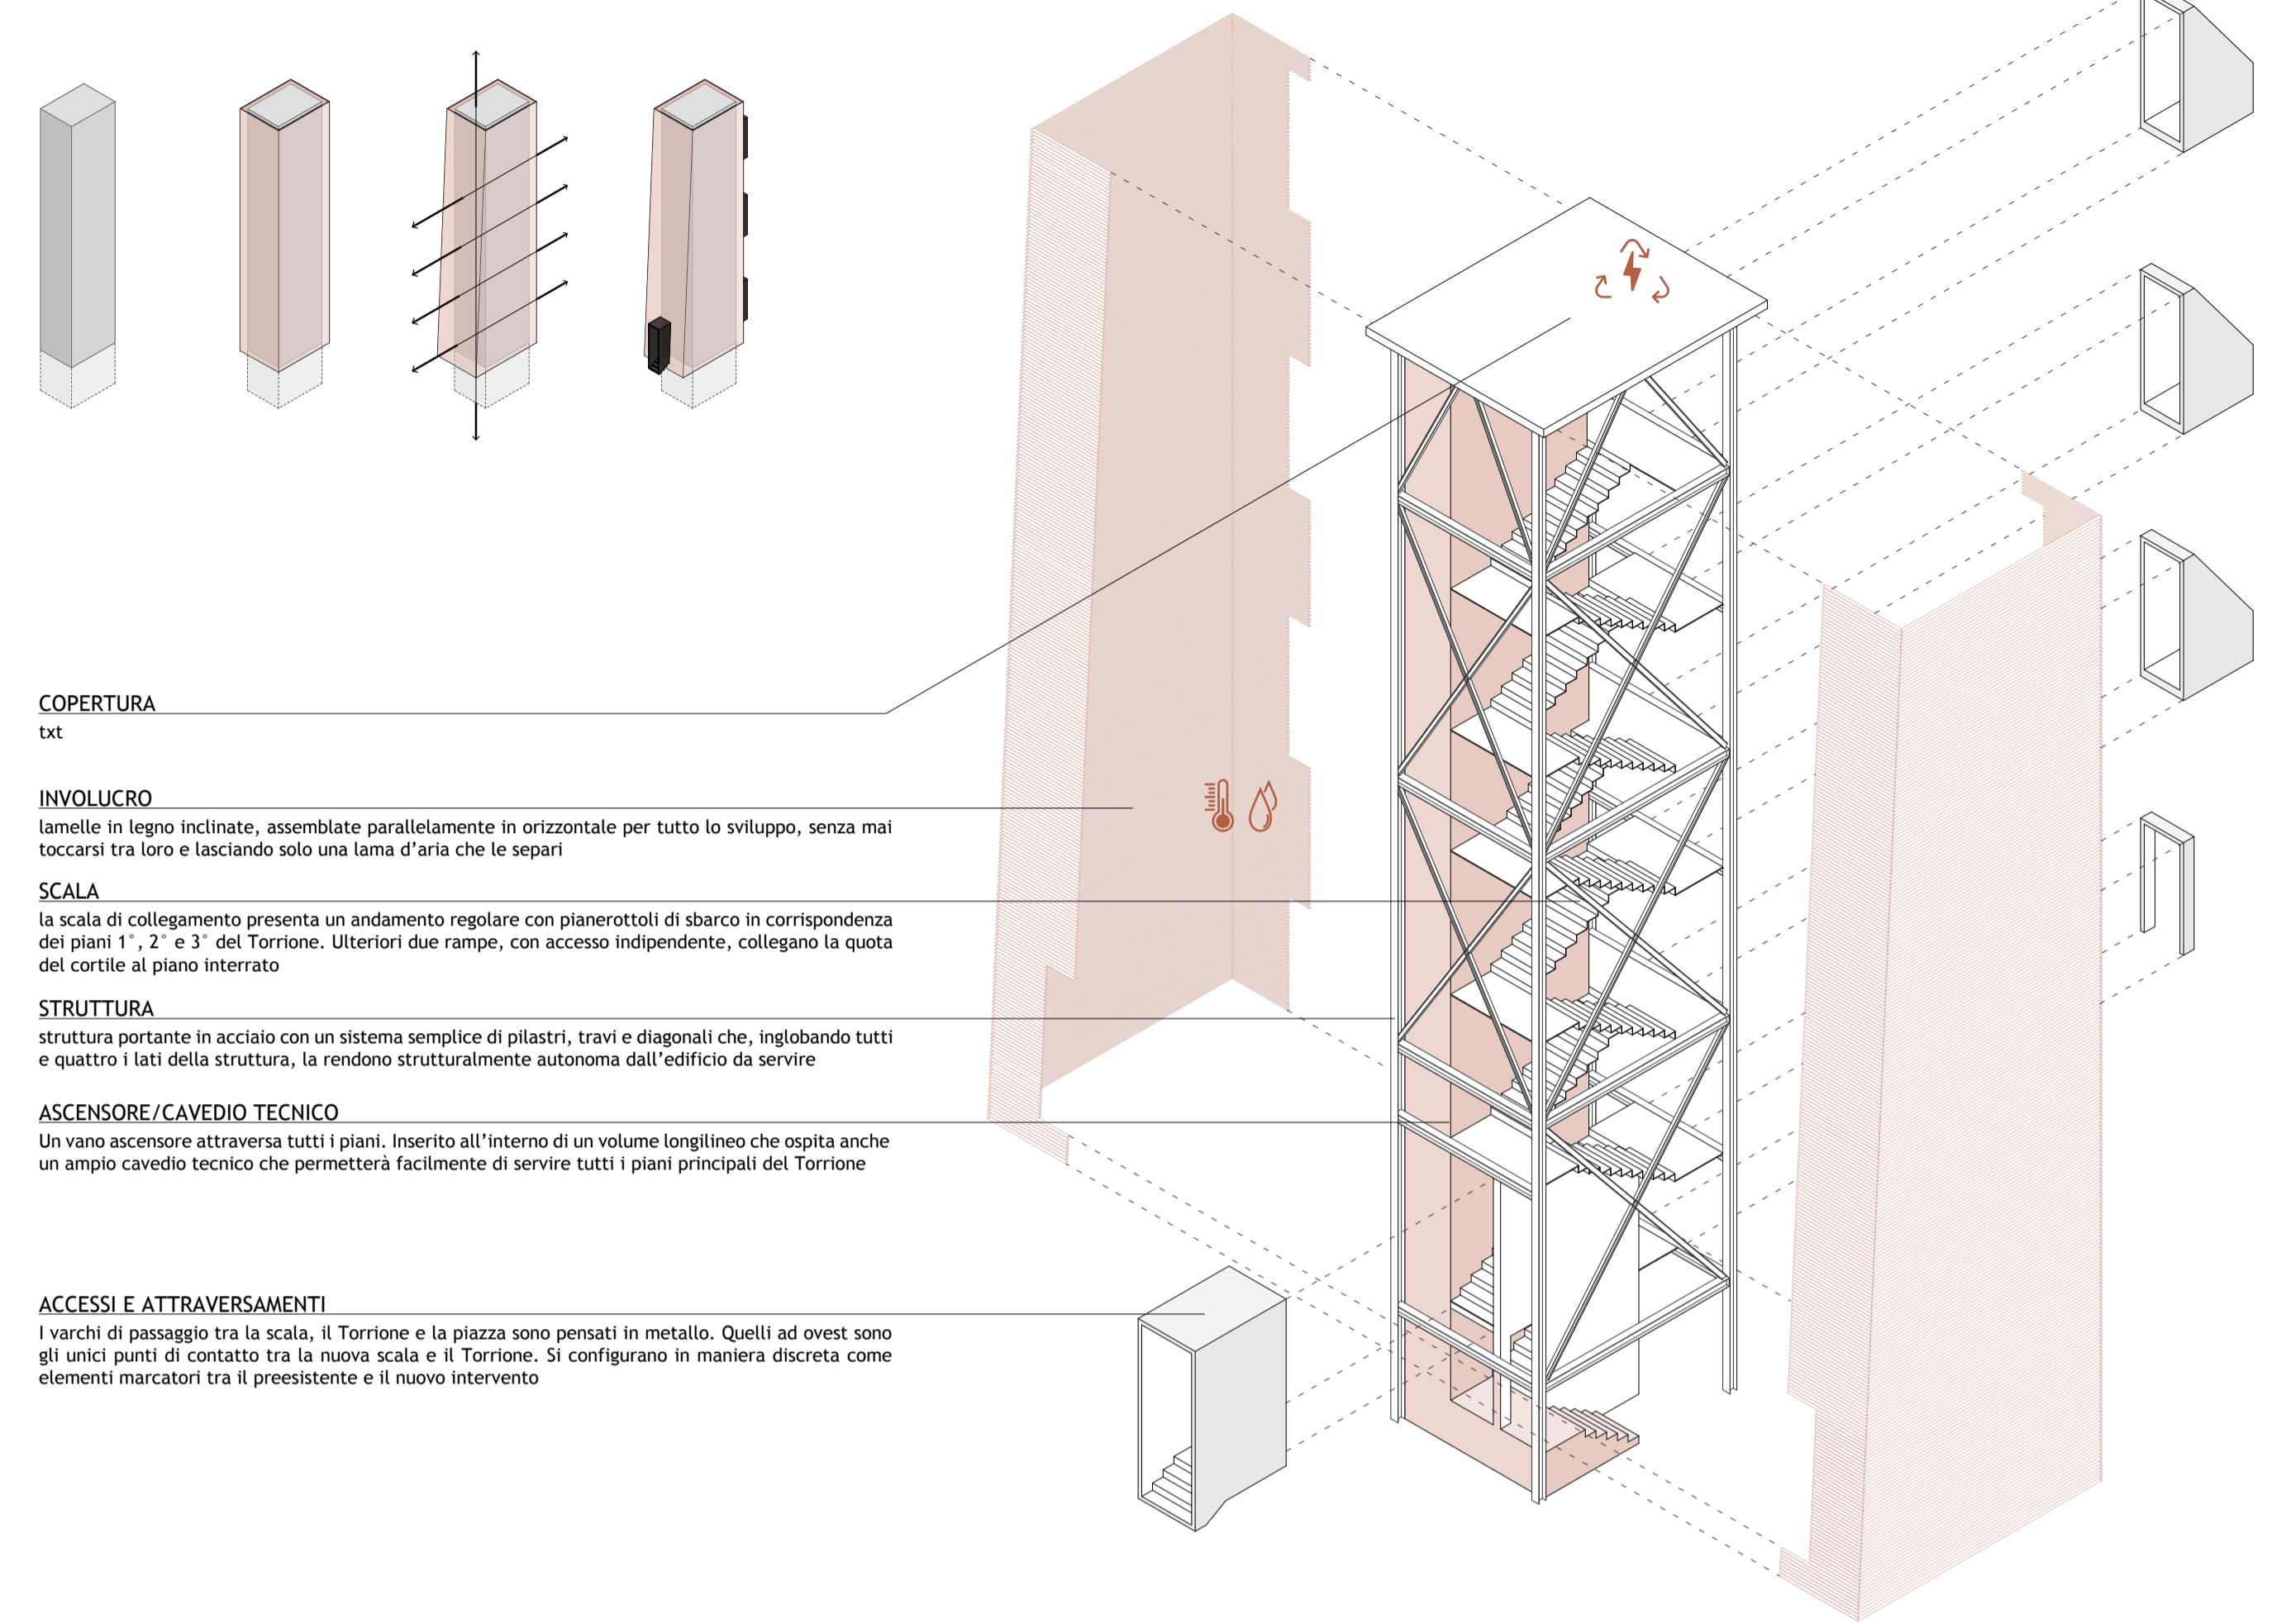 COPERTURA
txt
INVOLUCRO
lamelle in legno inclinate, assemblate parallelamente in orizzontale per tutto lo sviluppo, senza mai
toccarsi tra loro e lasciando solo una lama d’aria che le separi
SCALA
la scala di collegamento presenta un andamento regolare con pianerottoli di sbarco in corrispondenza
dei piani 1°, 2° e 3° del Torrione. Ulteriori due rampe, con accesso indipendente, collegano la quota
del cortile al piano interrato
STRUTTURA
struttura portante in acciaio con un sistema semplice di pilastri, travi e diagonali che, inglobando tutti
e quattro i lati della struttura, la rendono strutturalmente autonoma dall’edificio da servire
ASCENSORE/CAVEDIO TECNICO
Un vano ascensore attraversa tutti i piani. Inserito all’interno di un volume longilineo che ospita anche
un ampio cavedio tecnico che permetterà facilmente di servire tutti i piani principali del Torrione
ACCESSI E ATTRAVERSAMENTI
I varchi di passaggio tra la scala, il Torrione e la piazza sono pensati in metallo. Quelli ad ovest sono
gli unici punti di contatto tra la nuova scala e il Torrione. Si configurano in maniera discreta come
elementi marcatori tra il preesistente e il nuovo intervento